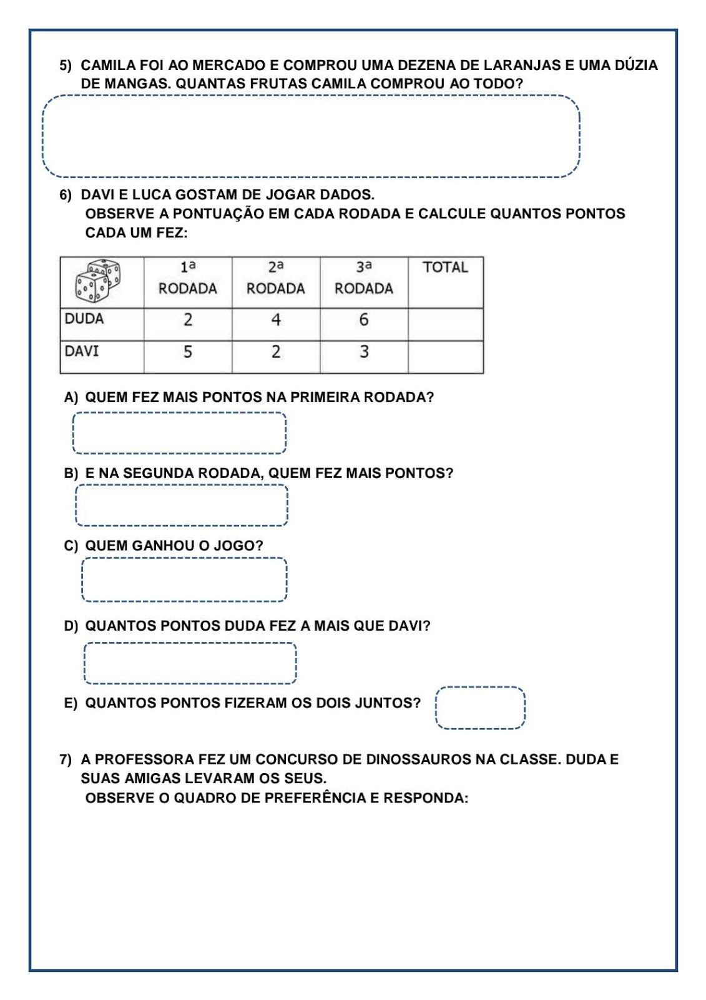 5) CAMILA FOI AO MERCADO E COMPROU UMA DEZENA DE LARANJAS E UMA DÚZIA
DE MANGAS. QUANTAS FRUTAS CAMILA COMPROU AO TODO?
6) DAVI E LUCA GOSTAM DE JOGAR DADOS.
OBSERVE A PONTUAÇÃO EM CADA RODADA E CALCULE QUANTOS PONTOS
CADA UM FEZ:
1ª RODADA 2ª RODADA 3ª RODADA TOTAL
DUDA 2 4 6
DAVI 5 2 3
A) QUEM FEZ MAIS PONTOS NA PRIMEIRA RODADA?
B) E NA SEGUNDA RODADA, QUEM FEZ MAIS PONTOS?
C) QUEM GANHOU O JOGO?
D) QUANTOS PONTOS DUDA FEZ A MAIS QUE DAVI?
E) QUANTOS PONTOS FIZERAM OS DOIS JUNTOS?
7) A PROFESSORA FEZ UM CONCURSO DE DINOSSAUROS NA CLASSE. DUDA E
SUAS AMIGAS LEVARAM OS SEUS.
OBSERVE O QUADRO DE PREFERÊNCIA E RESPONDA: